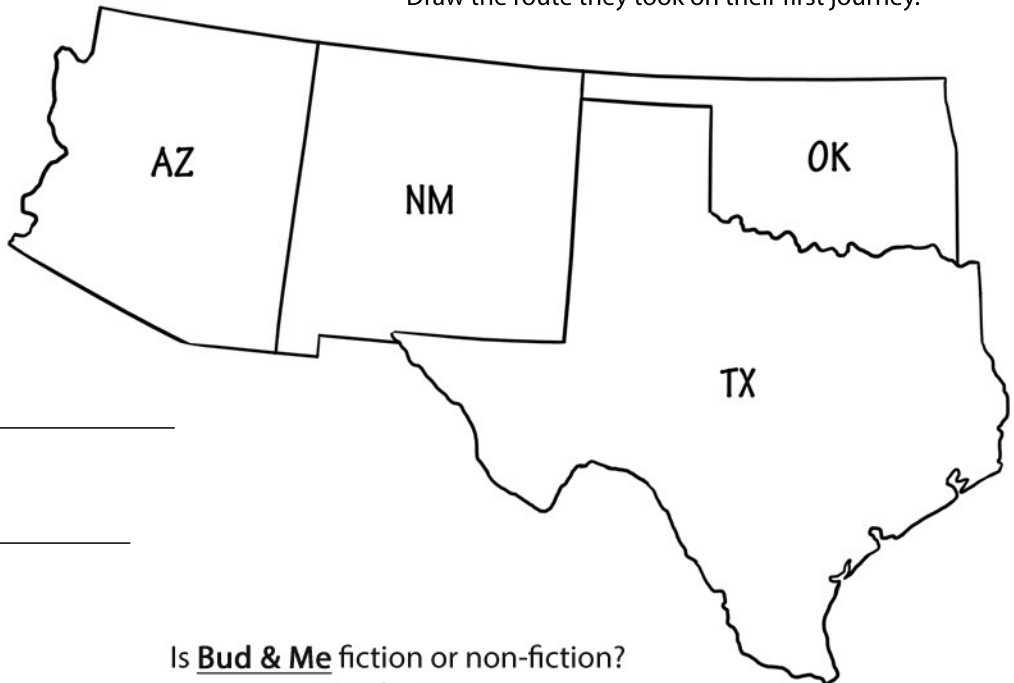 Draw the route they took on their first journey.
AZ
NM
OK
TX
Is Bud & Me fiction or non-fiction?